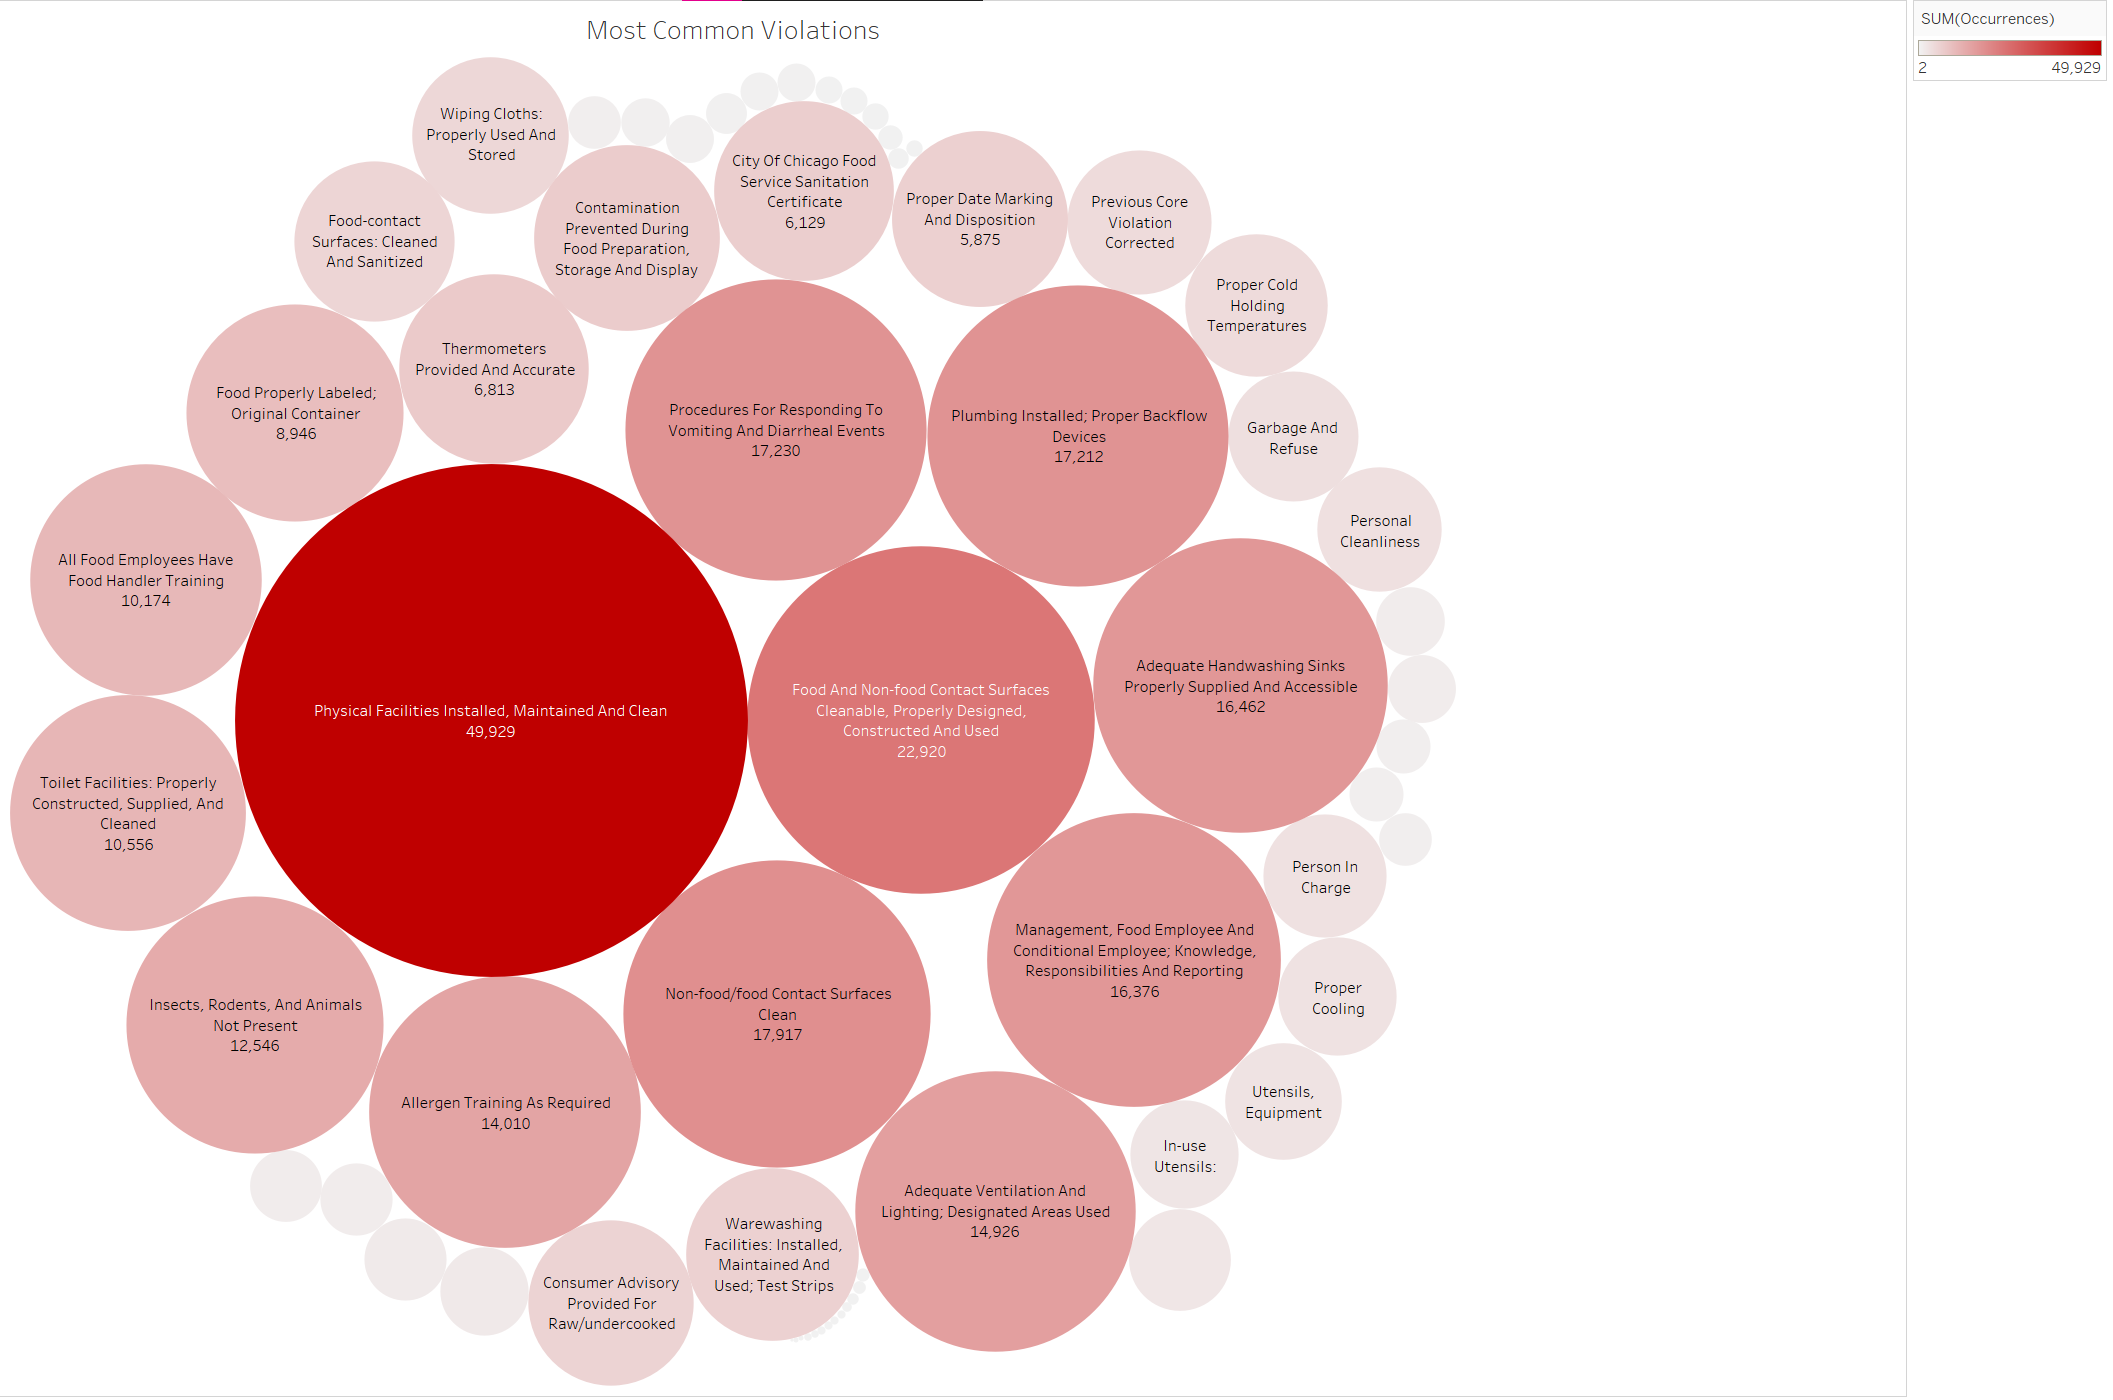 Most Common Violations
SUM(Occurrences)
2
49,929
Wiping Cloths:
Properly Used And
Stored
Food-contact
Surfaces: Cleaned
And Sanitized
Contamination
Prevented During
Food Preparation,
Storage And Display
City Of Chicago Food
Service Sanitation
Certificate
6,129
Proper Date Marking
And Disposition
5,875
Previous Core
Violation
Corrected
Proper Cold
Holding
Temperatures
Thermometers
Provided And Accurate
6,813
Food Properly Labeled;
Original Container
8,946
Procedures For Responding To
Vomiting And Diarrheal Events
17,230
Plumbing Installed; Proper Backflow
Devices
17,212
Garbage And
Refuse
Personal
Cleanliness
All Food Employees Have
Food Handler Training
10,174
Physical Facilities Installed, Maintained And Clean
49,929
Food And Non-food Contact Surfaces
Cleanable, Properly Designed,
Constructed And Used
22,920
Adequate Handwashing Sinks
Properly Supplied And Accessible
16,462
Toilet Facilities: Properly
Constructed, Supplied, And
Cleaned
10,556
Person In
Charge
Management, Food Employee And
Conditional Employee; Knowledge,
Responsibilities And Reporting
16,376
Insects, Rodents, And Animals
Not Present
12,546
Non-food/food Contact Surfaces
Clean
17,917
Proper
Cooling
Allergen Training As Required
14,010
Utensils,
Equipment
In-use
Utensils:
Adequate Ventilation And
Lighting; Designated Areas Used
14,926
Warewashing
Facilities: Installed,
Maintained And
Used; Test Strips
Consumer Advisory
Provided For
Raw/undercooked